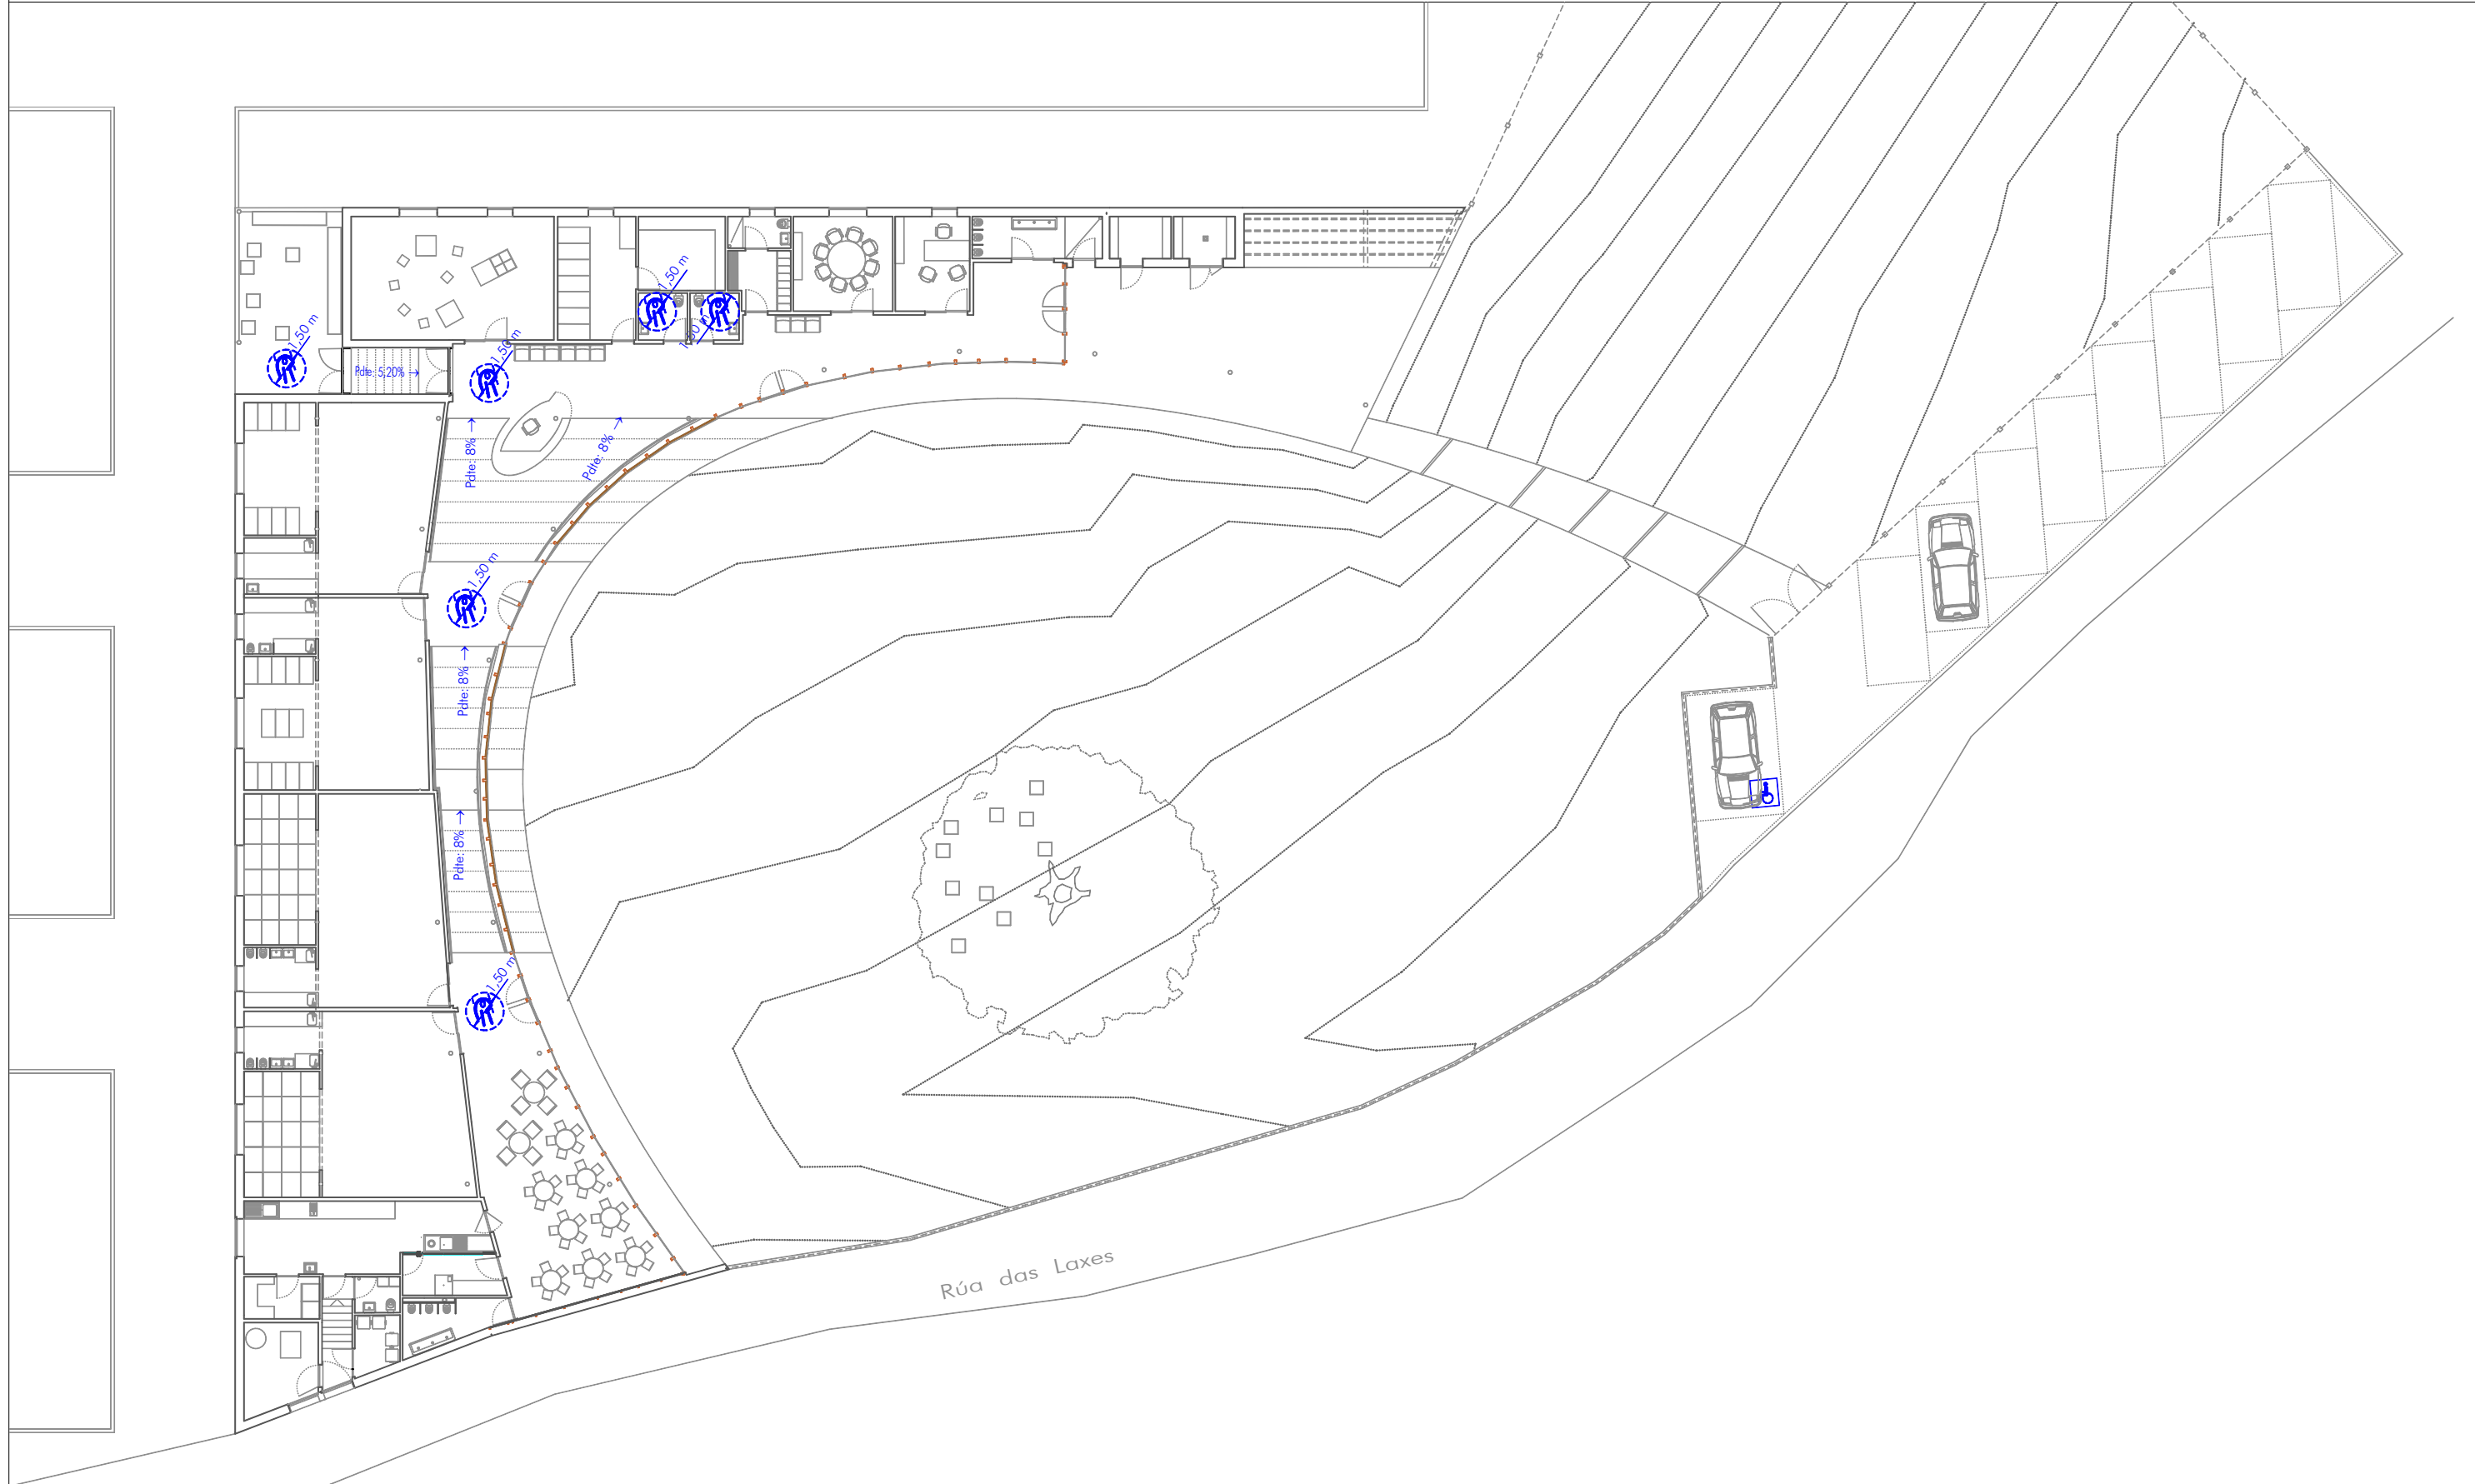 1,50 m
1,50 m
1,50 m
1,50 m
Pdte: 5,20% →
Pdte: 8% →
Pdte: 8% →
1,50 m
Pdte: 8% →
Pdte: 8% →
1,50 m
Rúa das Laxes